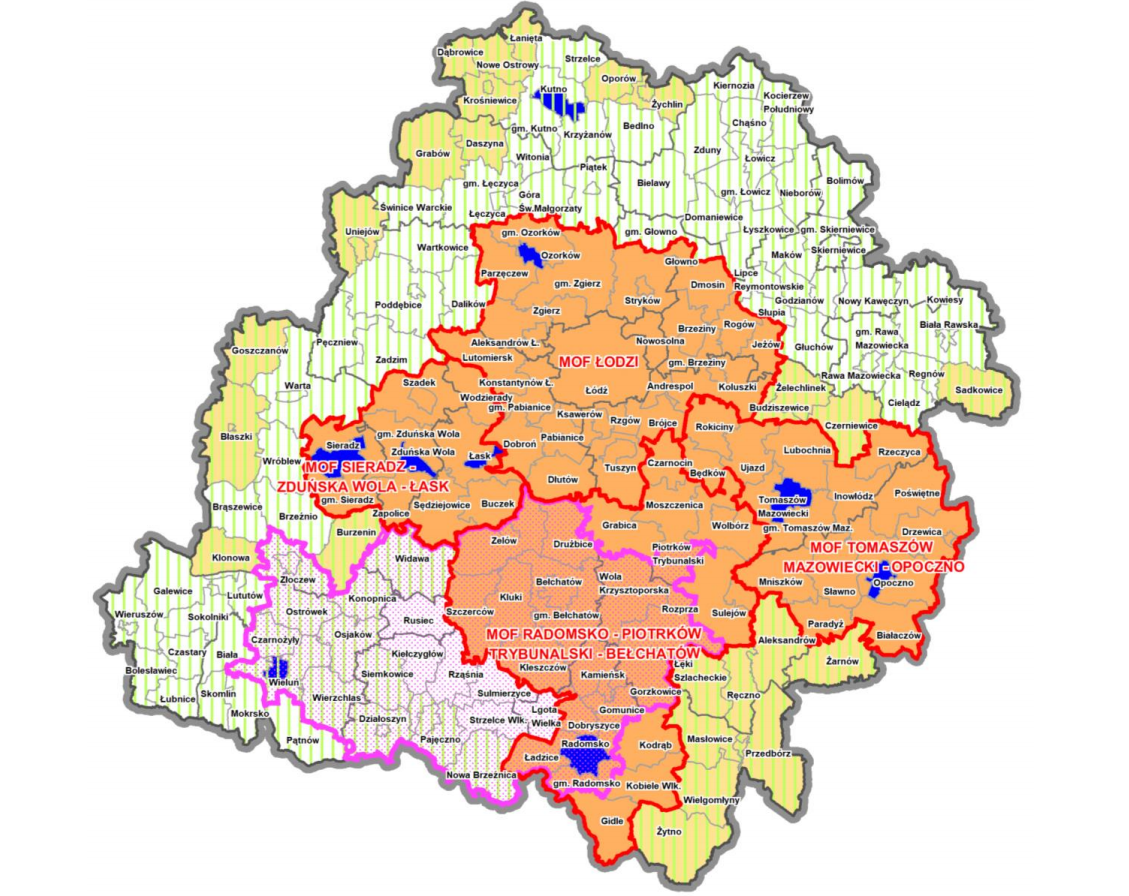 Łanięta
Dąbrowice
Nowe Ostrowy
Strzelce
Oporów
Kutno
Krośniewice
Żychlin
Kiernozia
Kocierzew
Południowy
Chąśno
gm. Kutno
Krzyżanów
Bedlno
Daszyna
Grabów
Witonia
Zduny
Łowicz
Piątek
gm. Łęczyca
Bielawy
Bolimów
Góra
Św.Małgorzaty
gm. Łowicz
Nieborów
Świnice Warckie
Łęczyca
Domaniewice
Uniejów
gm. Ozorków
gm. Głowno
Łyszkowice
gm. Skierniewice
Skierniewice
Wartkowice
Ozorków
Maków
Głowno
Parzęczew
Lipce
Reymontowskie
gm. Zgierz
Dmosin
Stryków
Godzianów
Nowy Kawęczyn
Kowiesy
Poddębice
Dalików
Zgierz
Słupia
Brzeziny
Rogów
Biała Rawska
gm. Rawa
Mazowiecka
Pęczniew
Aleksandrów Ł.
Nowosolna
Jeżów
Głuchów
Goszczanów
Zadzim
Lutomiersk
MOF ŁODZI
gm. Brzeziny
Regnów
Rawa Mazowiecka
Warta
Szadek
Konstantynów Ł.
Łódź
Andrespol
Koluszki
Żelechlinek
Sadkowice
Wodzierady
Cielądz
gm. Pabianice
Ksawerów
Budziszewice
Rzgów
Brójce
Rokiciny
Czerniewice
Błaszki
gm. Zduńska Wola
Pabianice
Sieradz
Dobroń
Zduńska Wola
Łask
Lubochnia
Rzeczyca
Wróblew
MOF SIERADZ -
ZDUŃSKA WOLA - ŁASK
Tuszyn
Czarnocin
Będków
Ujazd
Dłutów
gm. Sieradz
Inowłódz
Poświętne
Tomaszów
Mazowiecki
Brąszewice
Brzeźnio
Zapolice
Sędziejowice
Buczek
Moszczenica
Grabica
Wolbórz
gm. Tomaszów Maz.
Drzewica
Burzenin
Zelów
Drużbice
Piotrków
Trybunalski
MOF TOMASZÓW
MAZOWIECKI - OPOCZNO
Klonowa
Widawa
Złoczew
Bełchatów
Wola
Krzysztoporska
Mniszków
Opoczno
Galewice
Lututów
Konopnica
Kluki
Sławno
Wieruszów
Sokolniki
Ostrówek
Rusiec
Szczerców
gm. Bełchatów
Rozprza
Sulejów
Paradyż
Białaczów
Osjaków
MOF RADOMSKO - PIOTRKÓW
TRYBUNALSKI - BEŁCHATÓW
Czarnożyły
Aleksandrów
Czastary
Biała
Kiełczygłów
Kleszczów
Kamieńsk
Łęki
Szlacheckie
Żarnów
Bolesławiec
Wieluń
Siemkowice
Rząśnia
Skomlin
Łubnice
Wierzchlas
Sulmierzyce
Gorzkowice
Ręczno
Mokrsko
Działoszyn
Strzelce Wlk.
Lgota
Wielka
Gomunice
Dobryszyce
Pątnów
Pajęczno
Radomsko
Kodrąb
Masłowice
Przedbórz
Ładzice
Nowa Brzeźnica
gm. Radomsko
Kobiele Wlk.
Wielgomłyny
Gidle
Żytno